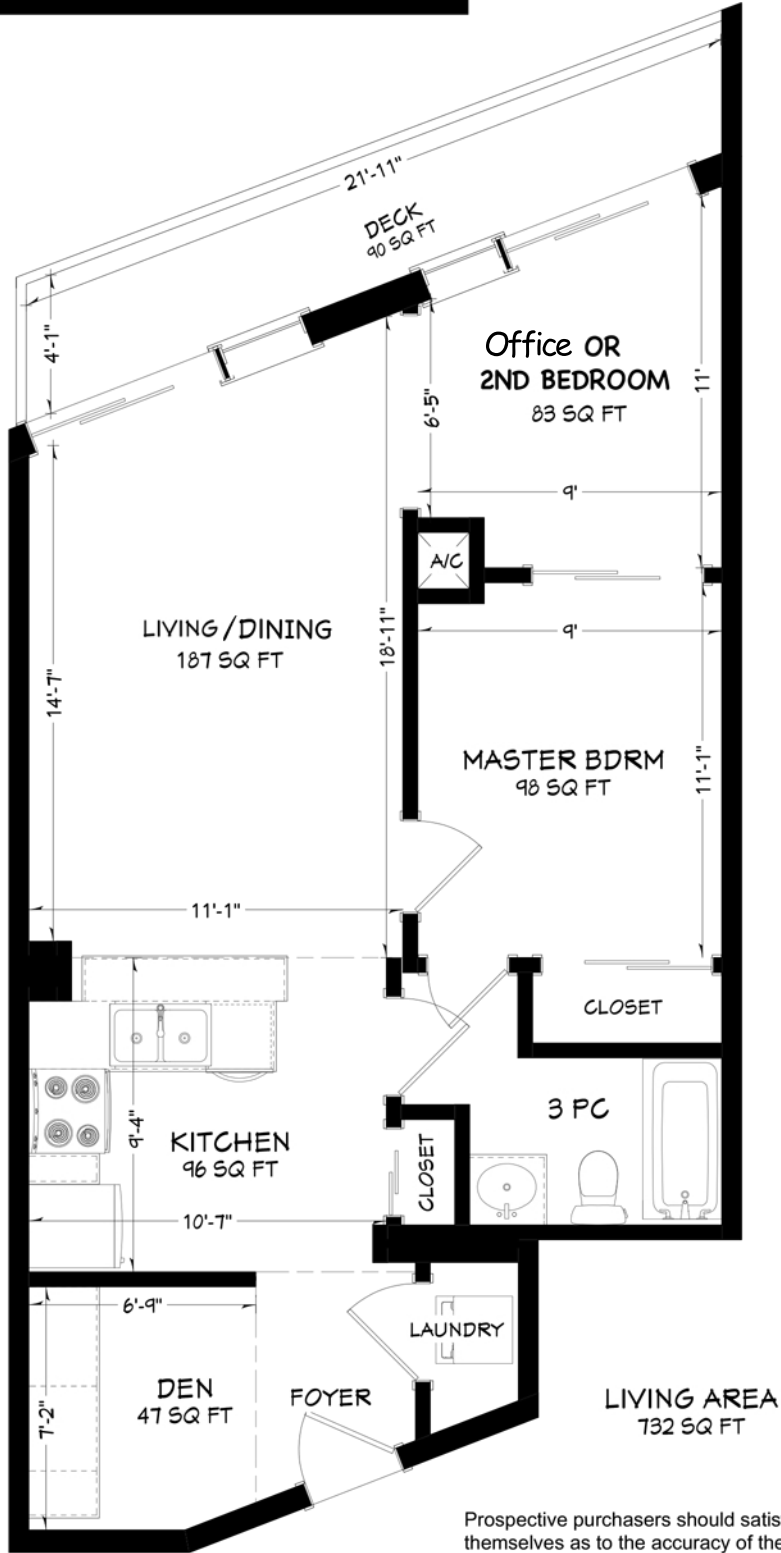 21'-11"
DECK
90 SQ FT
4'-1"
Office OR
2ND BEDROOM
83 SQ FT
11'
6'-5"
9'
A/C
LIVING/DINING
187 SQ FT
18'-11"
9'
14'-7"
MASTER BDRM
98 SQ FT
11'-1"
11'-1"
CLOSET
3 PC
9'-4"
KITCHEN
96 SQ FT
CLOSET
10'-7"
6'-9"
LAUNDRY
DEN
47 SQ FT
FOYER
7'-2"
LIVING AREA
732 SQ FT
Prospective purchasers should satis
themselves as to the accuracy of the